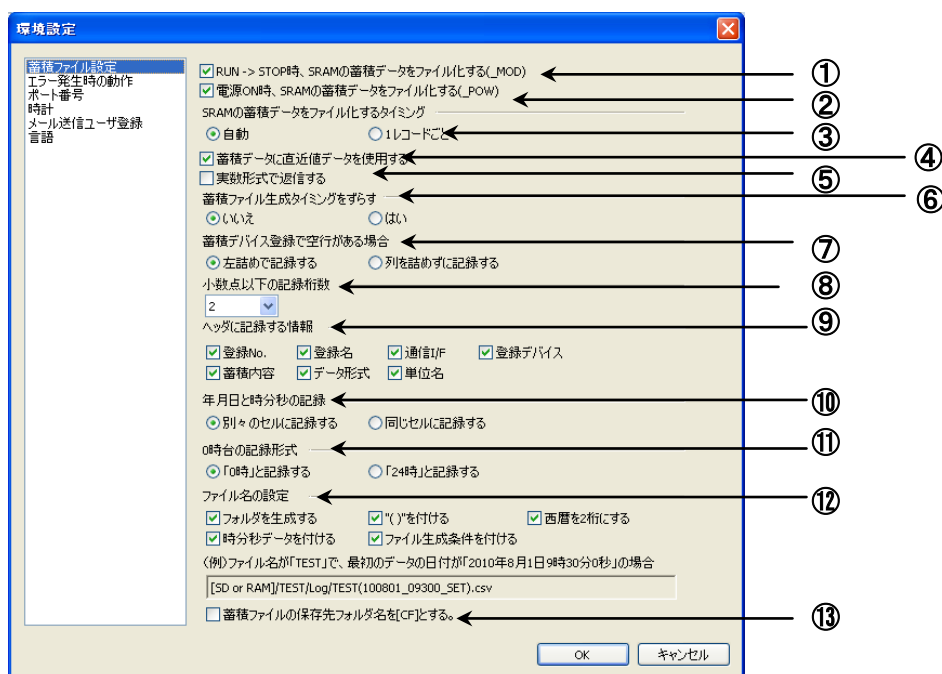 環境設定
蓄積ファイル設定
エラー発生時の動作
ポート番号
時計
メール送信ユーザ登録
言語
RUN -> STOP時、SRAMの蓄積データをファイル化する(_MOD)
①
電源ON時、SRAMの蓄積データをファイル化する(_POW)
②
SRAMの蓄積データをファイル化するタイミング
自動 1レコードごと
③
蓄積データに直近値データを使用する
④
実数形式で返信する
⑤
蓄積ファイル生成タイミングをずらす
⑥
いいえ はい
蓄積デバイス登録で空行がある場合
⑦
左詰めで記録する 列を詰めずに記録する
小数点以下の記録桁数
⑧
2
ヘッダに記録する情報
⑨
登録No. 登録名 通信I/F 登録デバイス
蓄積内容 データ形式 単位名
年月日と時分秒の記録
⑩
別々のセルに記録する 同じセルに記録する
0時台の記録形式
⑪
「0時」と記録する 「24時」と記録する
ファイル名の設定
⑫
フォルダを生成する "( )"を付ける 西暦を2桁にする
時分秒データを付ける ファイル生成条件を付ける
(例)ファイル名が「TEST」で、最初のデータの日付が「2010年8月1日9時30分0秒」の場合
[SD or RAM]/TEST/Log/TEST(100801_09300_SET).csv
蓄積ファイルの保存先フォルダ名を[CF]とする。
⑬
OK キャンセル